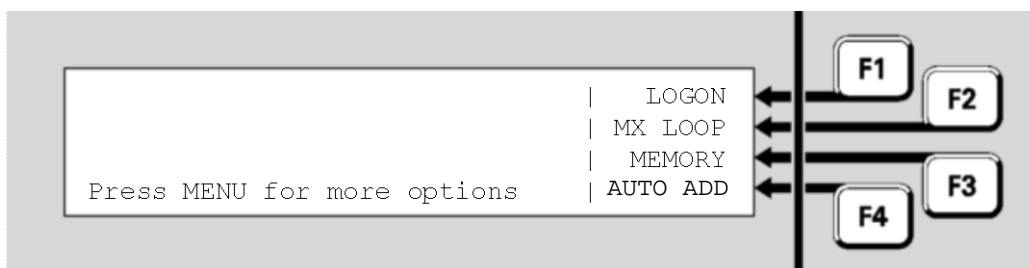 | LOGON
| MX LOOP
| MEMORY
Press MENU for more options | AUTO ADD
F1
F2
F3
F4